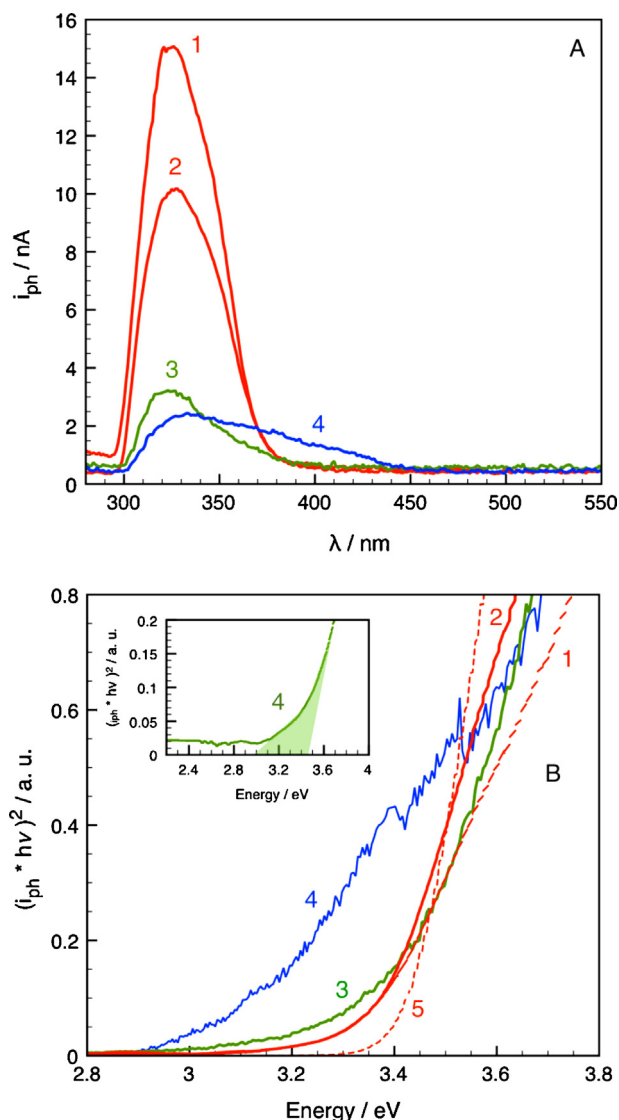 A
i_ph / nA
16
14
12
10
8
6
4
2
0
1
2
3
4
300 350 400 450 500 550
λ / nm
B
(i_ph * hν)² / a. u.
0.8
0.6
0.4
0.2
0
2
1
4
3
5
2.8 3 3.2 3.4 3.6 3.8
Energy / eV
(i_ph * hν)² / a. u.
0.2
0.15
0.1
0.05
0
4
2.4 2.8 3.2 3.6 4
Energy / eV